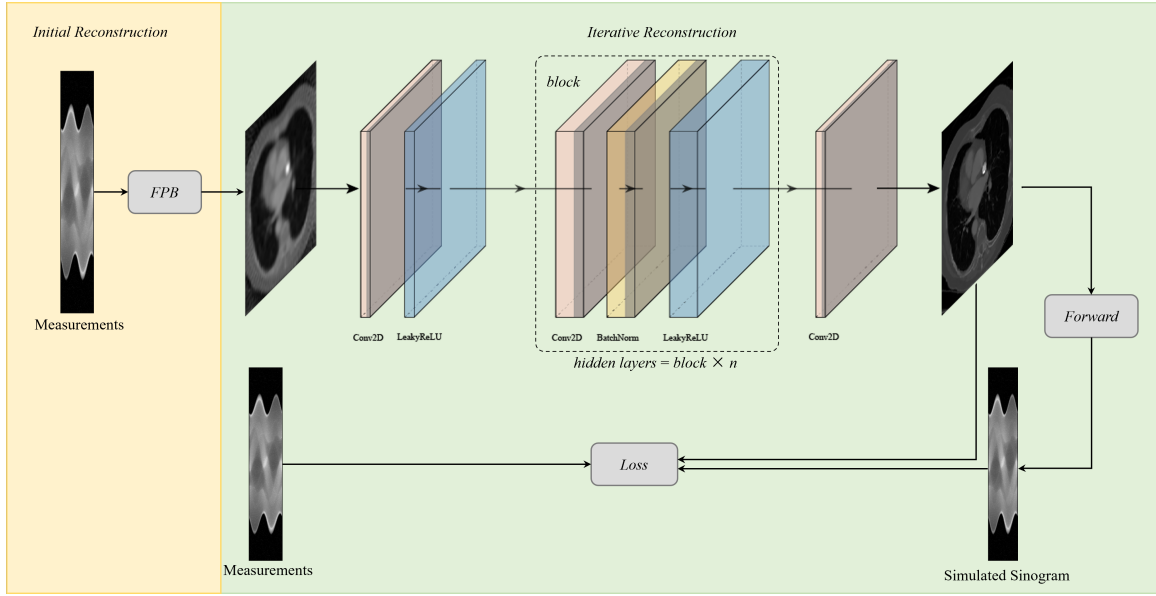 Initial Reconstruction
Iterative Reconstruction
block
FPB
Measurements
Forward
Conv2D
LeakyReLU
Conv2D
BatchNorm
LeakyReLU
Conv2D
hidden layers = block × n
Loss
Measurements
Simulated Sinogram